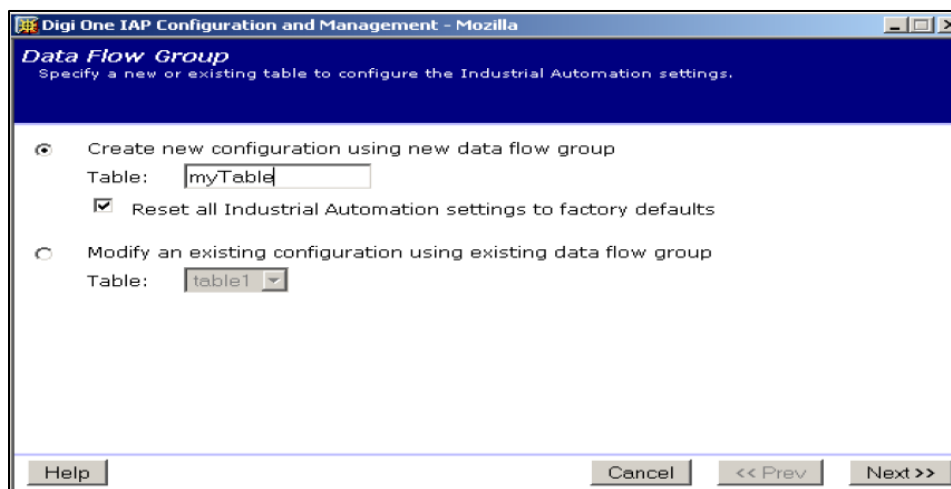 Digi One IAP Configuration and Management - Mozilla
Data Flow Group
Specify a new or existing table to configure the Industrial Automation settings.
Create new configuration using new data flow group
Table: myTable
Reset all Industrial Automation settings to factory defaults
Modify an existing configuration using existing data flow group
Table: table1
Help Cancel << Prev Next >>